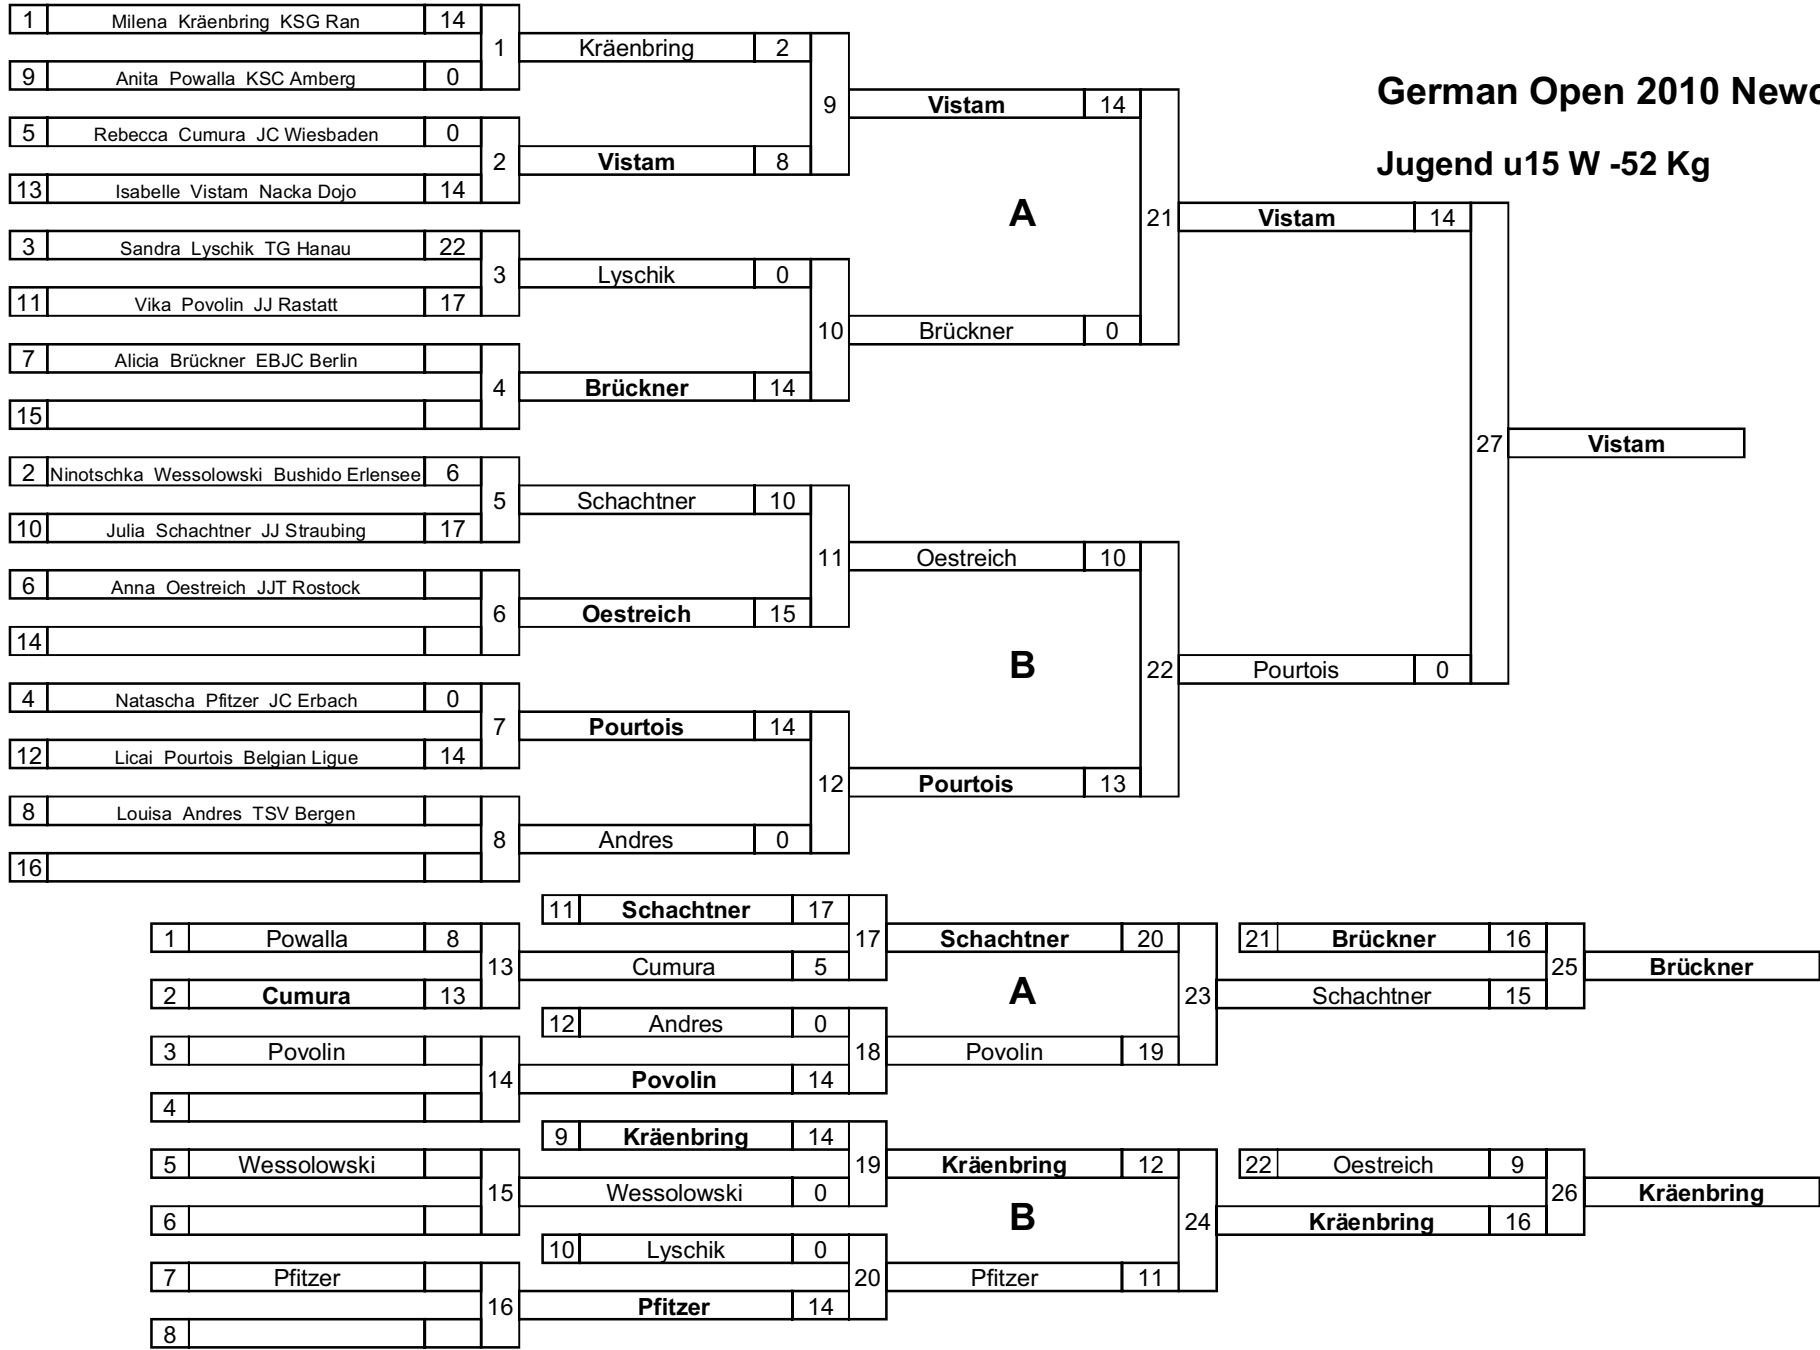 German Open 2010 Newc
Jugend u15 W -52 Kg
1 Milena Kräenbring KSG Ran 14
1
Kräenbring 2
9 Anita Powalla KSC Amberg 0
9
Vistam 14
5 Rebecca Cumura JC Wiesbaden 0
2
Vistam 8
13 Isabelle Vistam Nacka Dojo 14
A
21
Vistam 14
3 Sandra Lyschik TG Hanau 22
3
Lyschik 0
11 Vika Povolin JJ Rastatt 17
10
Brückner 0
7 Alicia Brückner EBJC Berlin
4
Brückner 14
15
27
Vistam
2 Ninotschka Wessolowski Bushido Erlensee 6
5
Schachtner 10
10 Julia Schachtner JJ Straubing 17
11
Oestreich 10
6 Anna Oestreich JJT Rostock
6
Oestreich 15
14
B
22
Pourtois 0
4 Natascha Pfitzer JC Erbach 0
7
Pourtois 14
12 Licai Pourtois Belgian Ligue 14
12
Pourtois 13
8 Louisa Andres TSV Bergen
8
Andres 0
16
11 Schachtner 17
1 Powalla 8
17
Schachtner 20
21 Brückner 16
13
Cumura 5
25
Brückner
2 Cumura 13
A
23
Schachtner 15
12 Andres 0
3 Povolin
18
Povolin 19
14
Povolin 14
4
9 Kräenbring 14
5 Wessolowski
19
Kräenbring 12
22 Oestreich 9
15
Wessolowski 0
26
Kräenbring
6
B
24
Kräenbring 16
10 Lyschik 0
7 Pfitzer
20
Pfitzer 11
16
Pfitzer 14
8